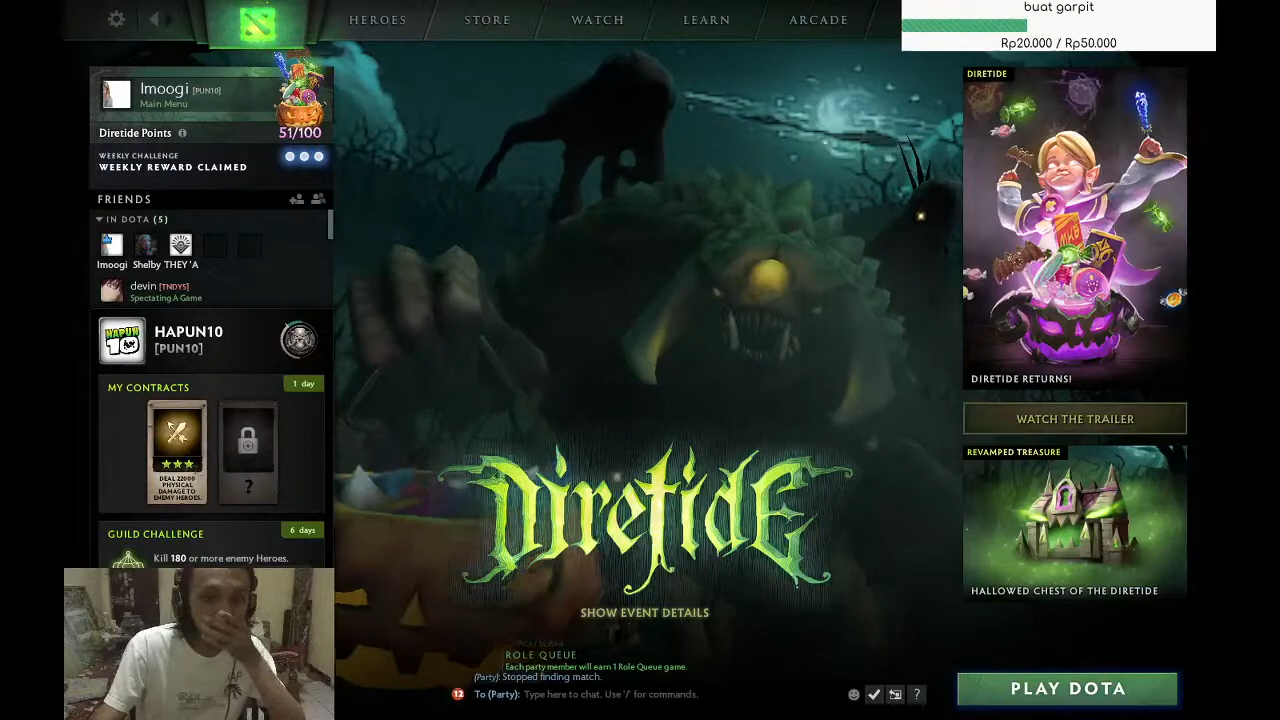 HEROES
STORE
WATCH
LEARN
ARCADE
buat garpit
Rp20.000 / Rp50.000
Imoogi [PUN10]
Main Menu
Diretide Points
51/100
WEEKLY CHALLENGE
WEEKLY REWARD CLAIMED
FRIENDS
IN DOTA (5)
Imoogi Shelby THEY'A
devin [TNDYS]
Spectating A Game
HAPUN10
[PUN10]
HAPUN
10
MY CONTRACTS
1 day
DEAL 22000
PHYSICAL
DAMAGE TO
ENEMY HEROES.
?
GUILD CHALLENGE
6 days
Kill 180 or more enemy Heroes.
DireTide
SHOW EVENT DETAILS
ROLE QUEUE
Each party member will earn 1 Role Queue game.
(Party): Stopped finding match.
12
To (Party): Type here to chat. Use '/' for commands.
?
DIRETIDE
MKB
DIRETIDE RETURNS!
WATCH THE TRAILER
REVAMPED TREASURE
HALLOWED CHEST OF THE DIRETIDE
PLAY DOTA